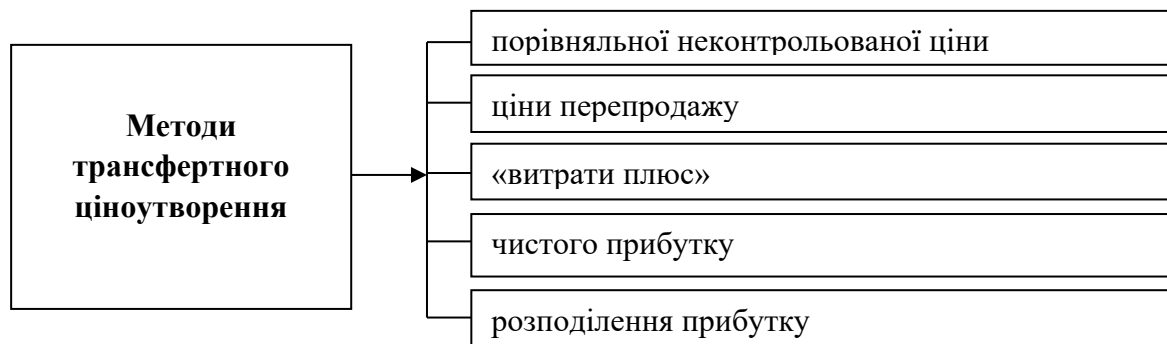 Методи
трансфертного
ціноутворення
порівняльної неконтрольованої ціни
ціни перепродажу
«витрати плюс»
чистого прибутку
розподілення прибутку